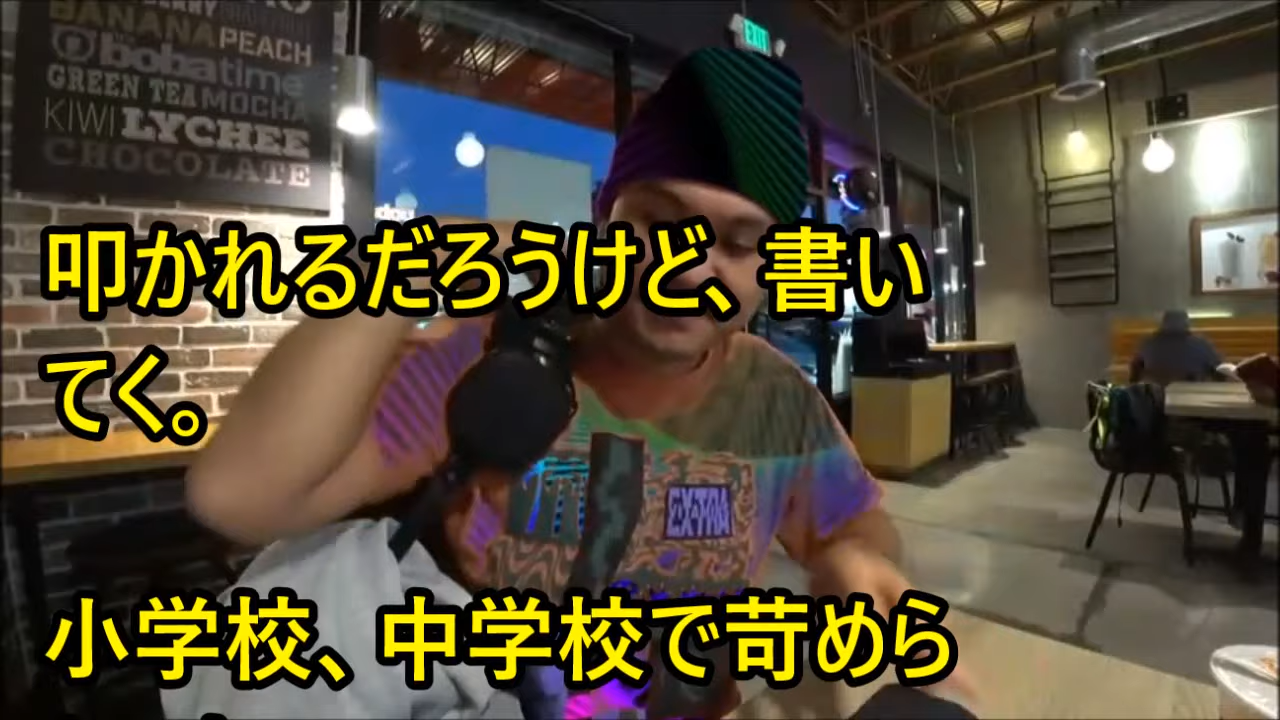 BANANA PEACH
bobatime
GREEN TEA MOCHA
KIWI LYCHEE
CHOCOLATE
EXIT
叩かれるだろうけど、書い
てく。
EXTRA
小学校、中学校で苛めら